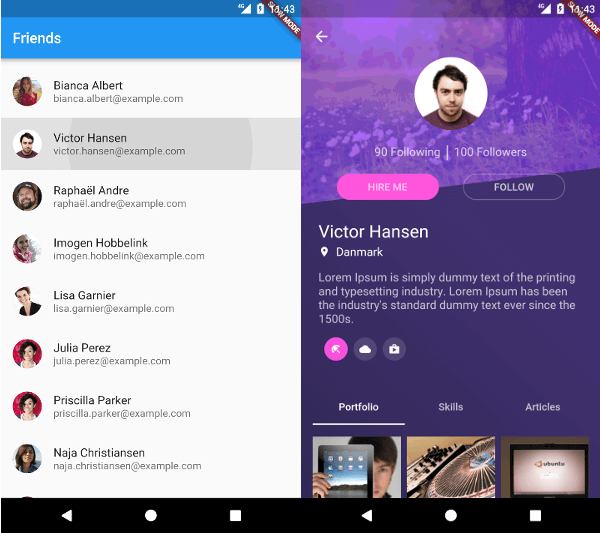 4G 11:43
SLOW MODE
Friends
Bianca Albert
bianca.albert@example.com
Victor Hansen
victor.hansen@example.com
Raphaël Andre
raphaël.andre@example.com
Imogen Hobbelink
imogen.hobbelink@example.com
Lisa Garnier
lisa.garnier@example.com
Julia Perez
julia.perez@example.com
Priscilla Parker
priscilla.parker@example.com
Naja Christiansen
naja.christiansen@example.com
4G 11:43
SLOW MODE
90 Following | 100 Followers
HIRE ME FOLLOW
Victor Hansen
Danmark
Lorem Ipsum is simply dummy text of the printing
and typesetting industry. Lorem Ipsum has been
the industry's standard dummy text ever since the
1500s.
Portfolio Skills Articles
ubuntu